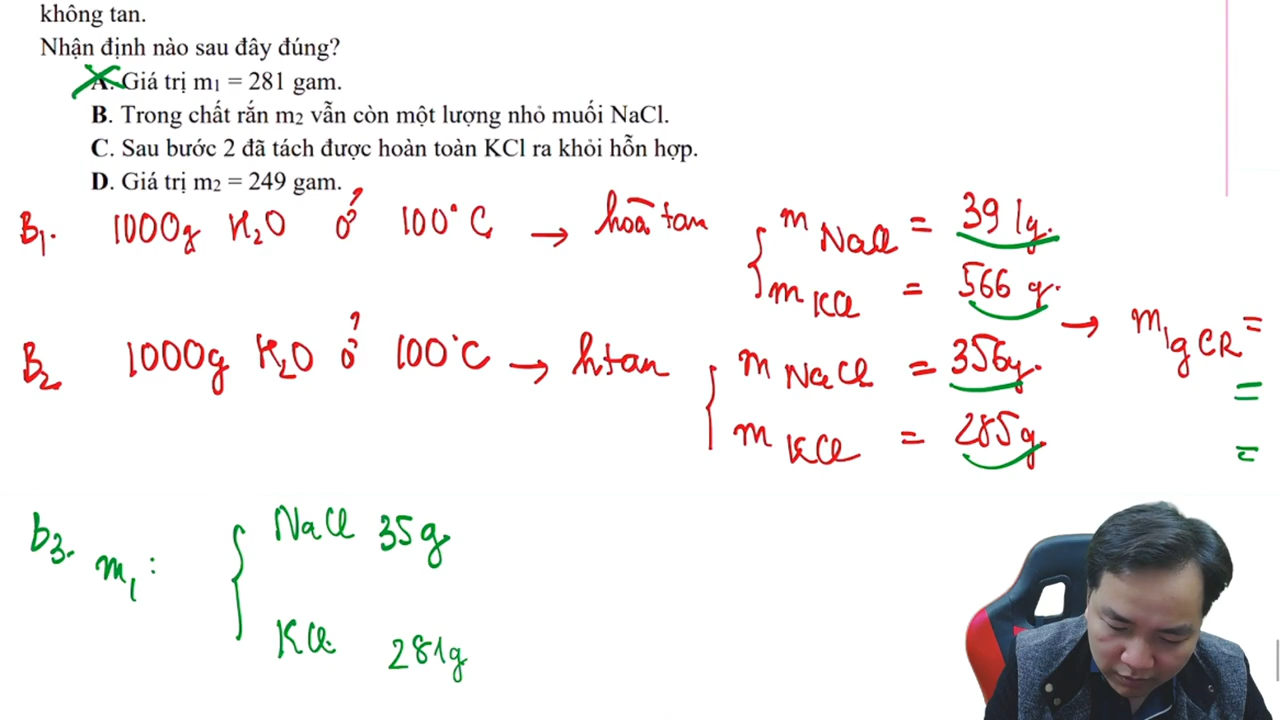 không tan.
Nhận định nào sau đây đúng?
A. Giá trị m1 = 281 gam.
B. Trong chất rắn m2 vẫn còn một lượng nhỏ muối NaCl.
C. Sau bước 2 đã tách được hoàn toàn KCl ra khỏi hỗn hợp.
D. Giá trị m2 = 249 gam.
B1. 1000g H2O ở 100°C → hoà tan { mNaCl = 391g.
mKCl = 566g.
→ m1g CR =
=
=
B2 1000g H2O ở 100°C → htan { mNaCl = 356g.
mKCl = 285g.
b3. m1: { NaCl 35g
KCl 281g